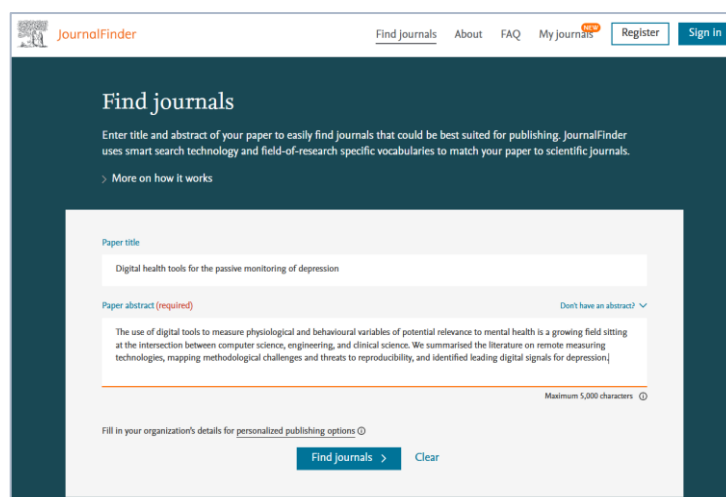 JournalFinder
Find journals About FAQ My journals NEW Register Sign in
Find journals
Enter title and abstract of your paper to easily find journals that could be best suited for publishing. JournalFinder
uses smart search technology and field-of-research specific vocabularies to match your paper to scientific journals.
> More on how it works
Paper title
Digital health tools for the passive monitoring of depression
Paper abstract (required) Don't have an abstract?
The use of digital tools to measure physiological and behavioural variables of potential relevance to mental health is a growing field sitting
at the intersection between computer science, engineering, and clinical science. We summarised the literature on remote measuring
technologies, mapping methodological challenges and threats to reproducibility, and identified leading digital signals for depression.
Maximum 5,000 characters
Fill in your organization's details for personalized publishing options
Find journals > Clear